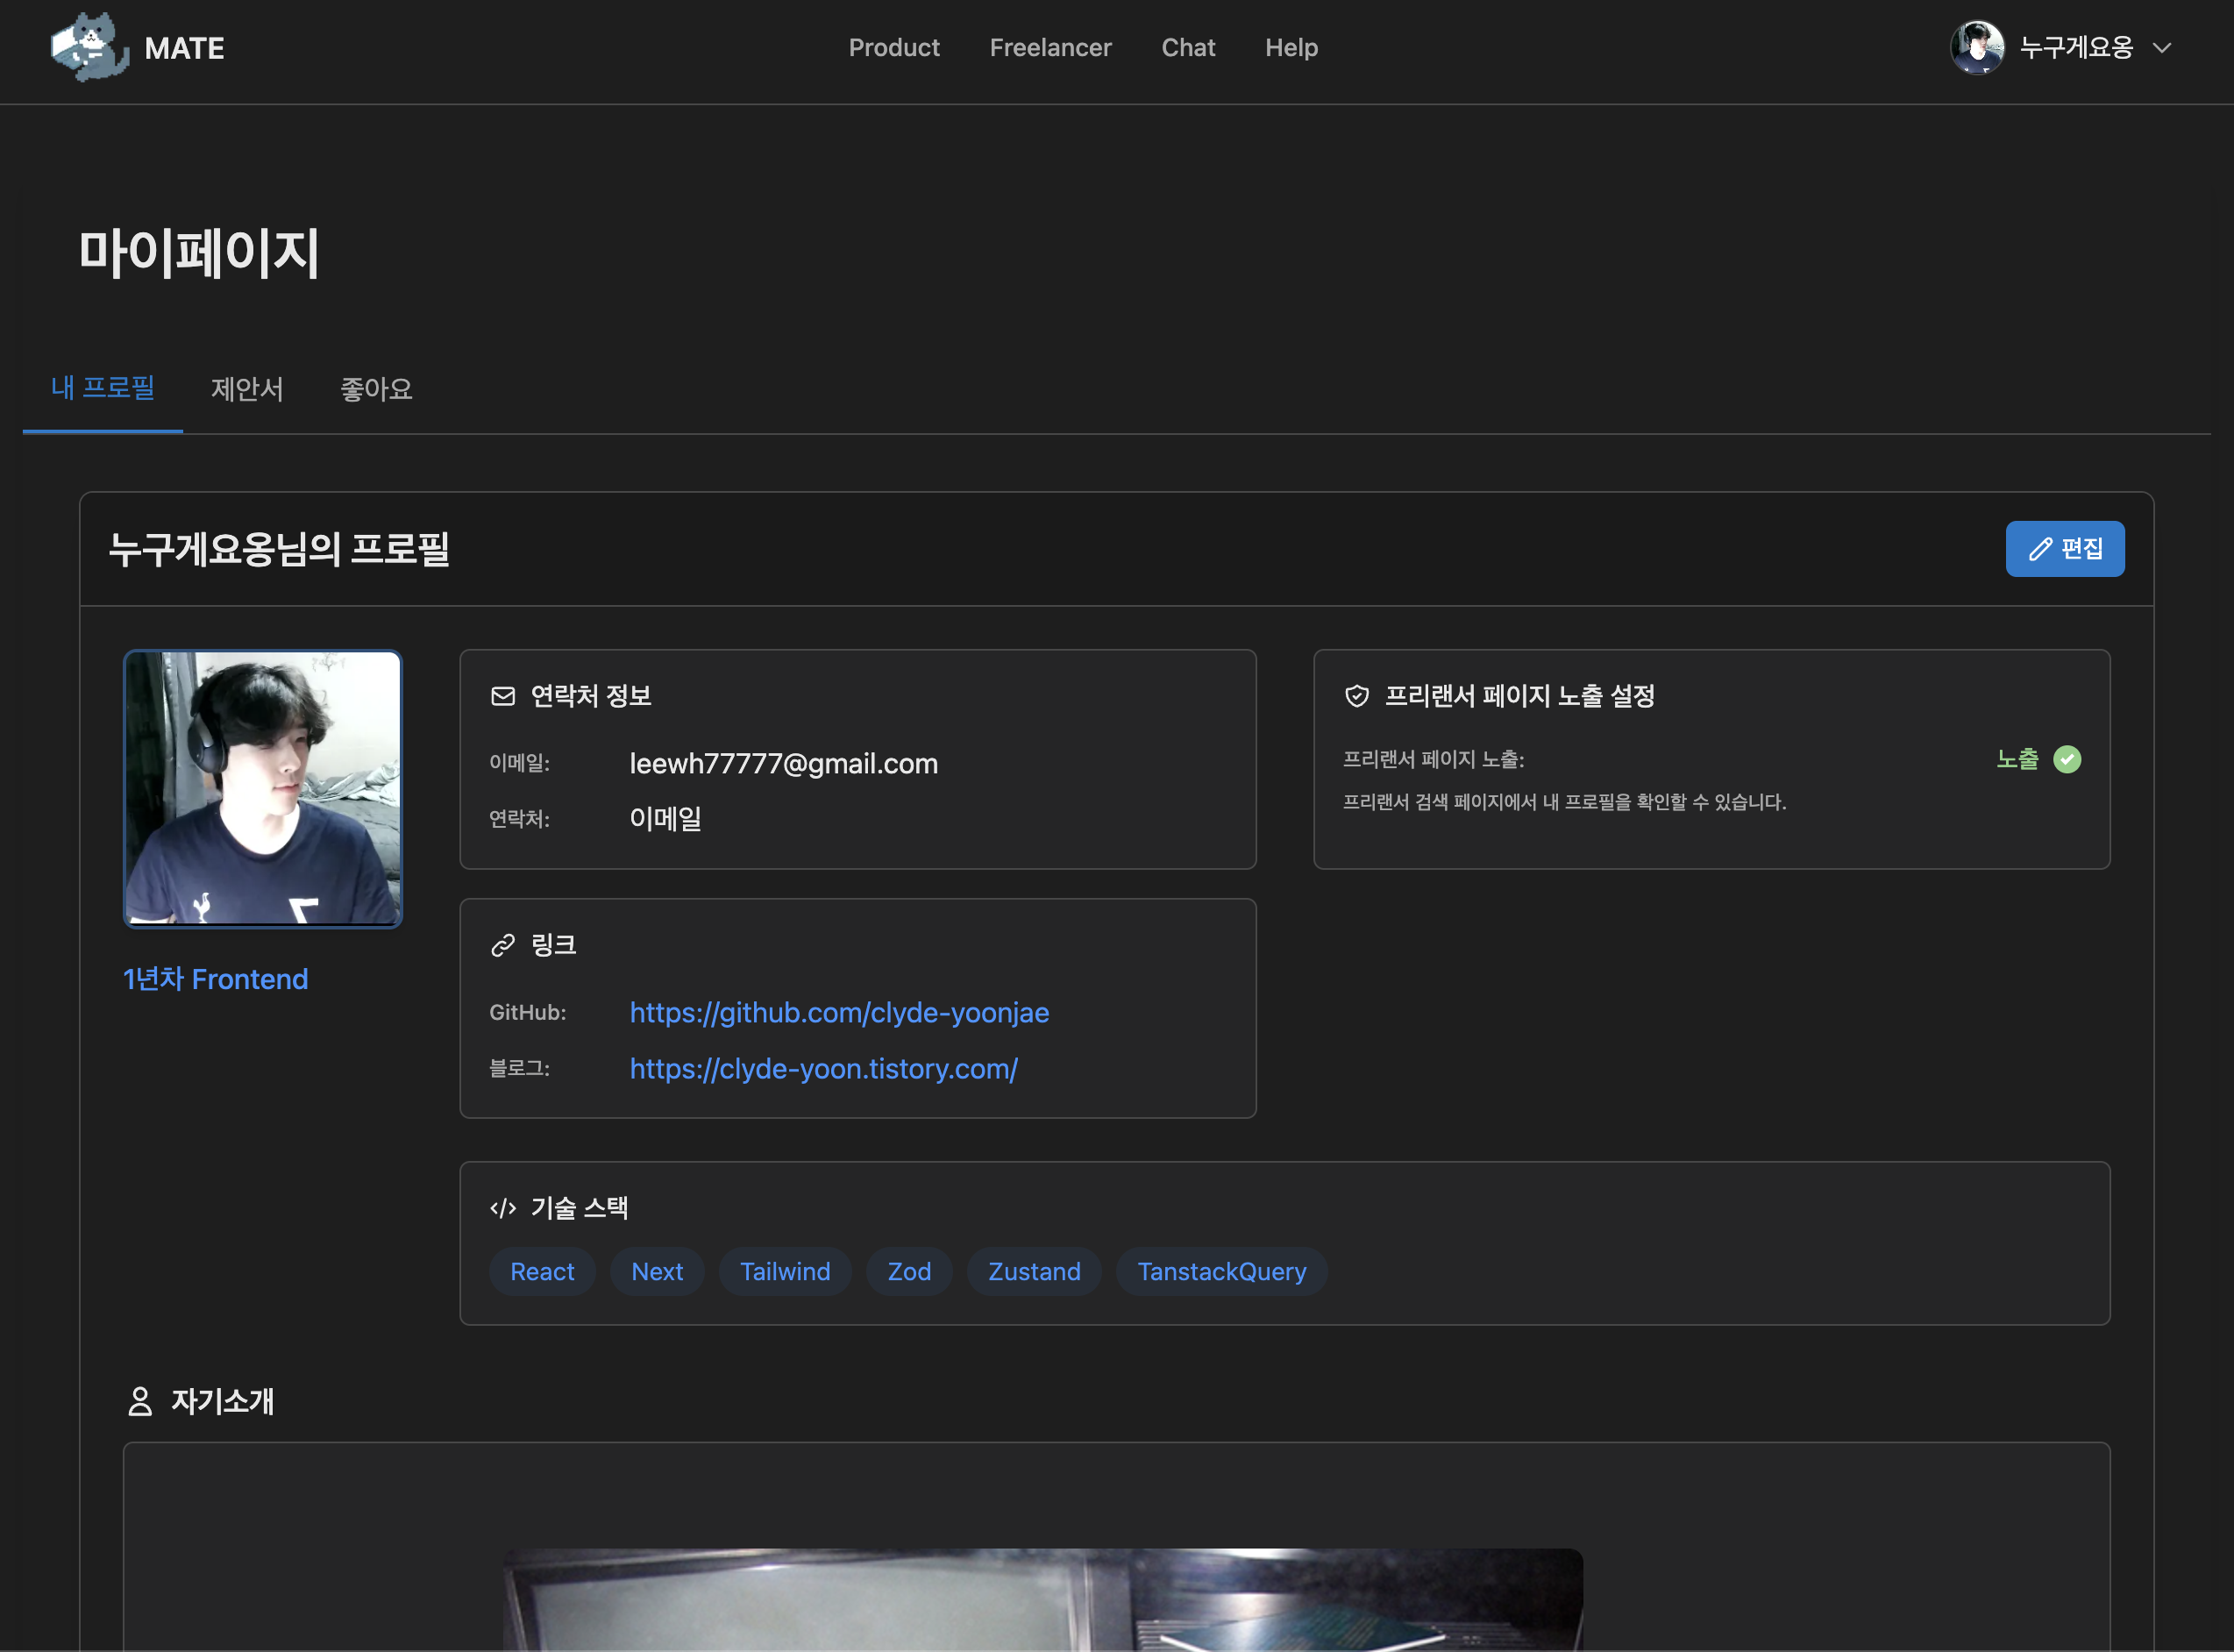 MATE
Product Freelancer Chat Help
누구게요옹
마이페이지
내 프로필 제안서 좋아요
누구게요옹님의 프로필
편집
연락처 정보
이메일: leewh77777@gmail.com
연락처: 이메일
프리랜서 페이지 노출 설정
프리랜서 페이지 노출: 노출
프리랜서 검색 페이지에서 내 프로필을 확인할 수 있습니다.
1년차 Frontend
링크
GitHub: https://github.com/clyde-yoonjae
블로그: https://clyde-yoon.tistory.com/
기술 스택
React Next Tailwind Zod Zustand TanstackQuery
자기소개